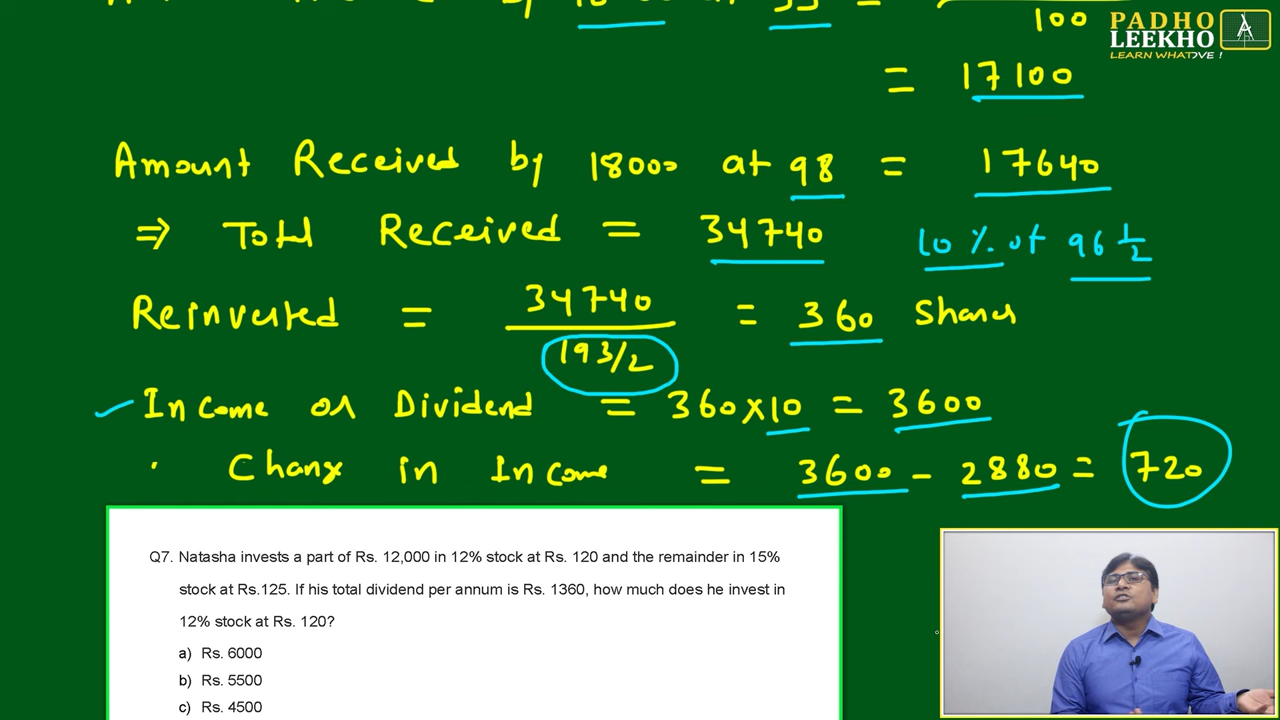 100
PADHO
LEEKHO
= 17100
Amount Received by 18000 at 98 = 17640
⇒ Total Received = 34740
10 % of 96 1/2
Reinverted = 34740 / 193/2 = 360 Shares
Income or Dividend = 360×10 = 3600
Change in Income = 3600 - 2880 = 720
Q7. Natasha invests a part of Rs. 12,000 in 12% stock at Rs. 120 and the remainder in 15%
stock at Rs.125. If his total dividend per annum is Rs. 1360, how much does he invest in
12% stock at Rs. 120?
a) Rs. 6000
b) Rs. 5500
c) Rs. 4500